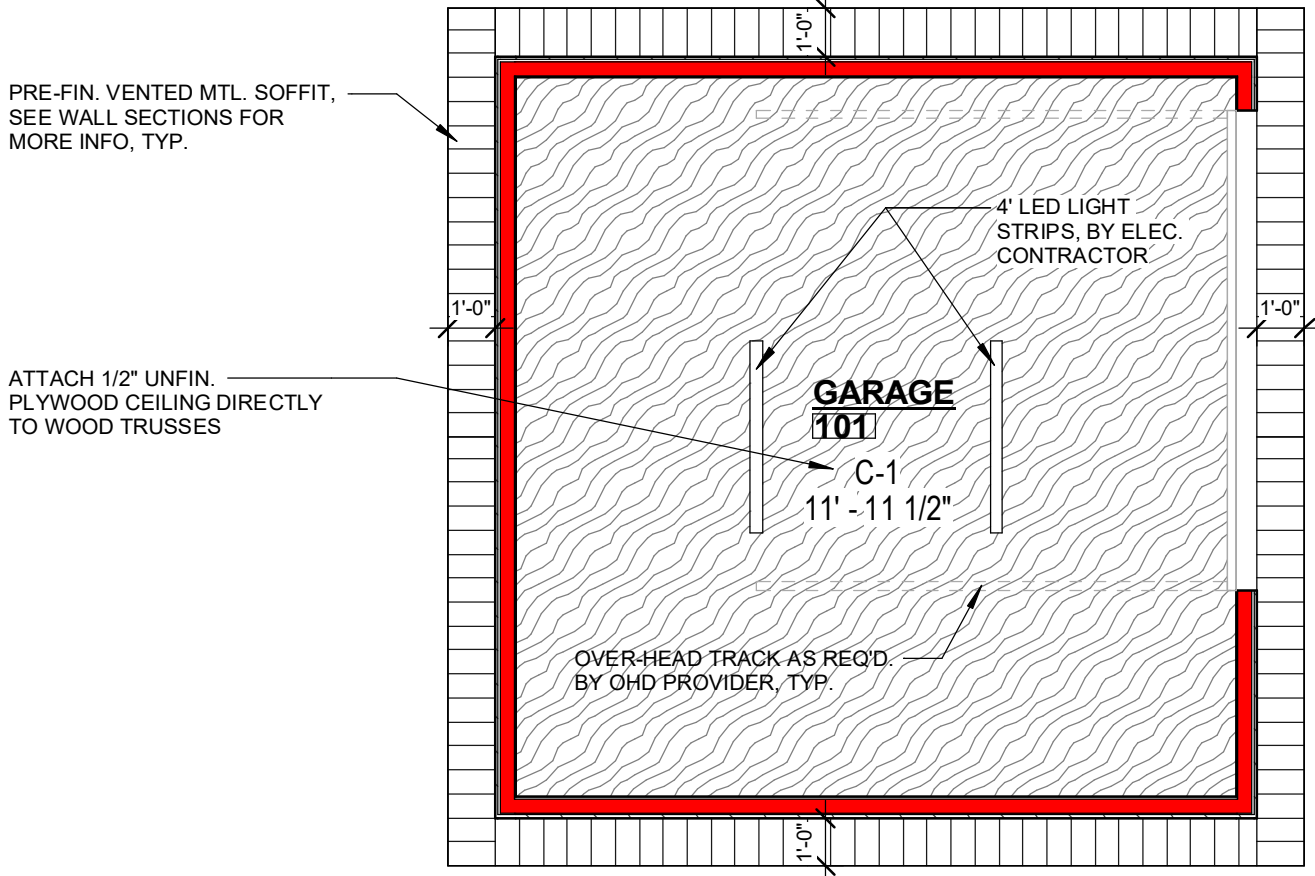 1'-0"
PRE-FIN. VENTED MTL. SOFFIT,
SEE WALL SECTIONS FOR
MORE INFO, TYP.
4' LED LIGHT
STRIPS, BY ELEC.
CONTRACTOR
1'-0"
1'-0"
ATTACH 1/2" UNFIN.
PLYWOOD CEILING DIRECTLY
TO WOOD TRUSSES
GARAGE
101
C-1
11' - 11 1/2"
OVER-HEAD TRACK AS REQ'D.
BY OHD PROVIDER, TYP.
1'-0"